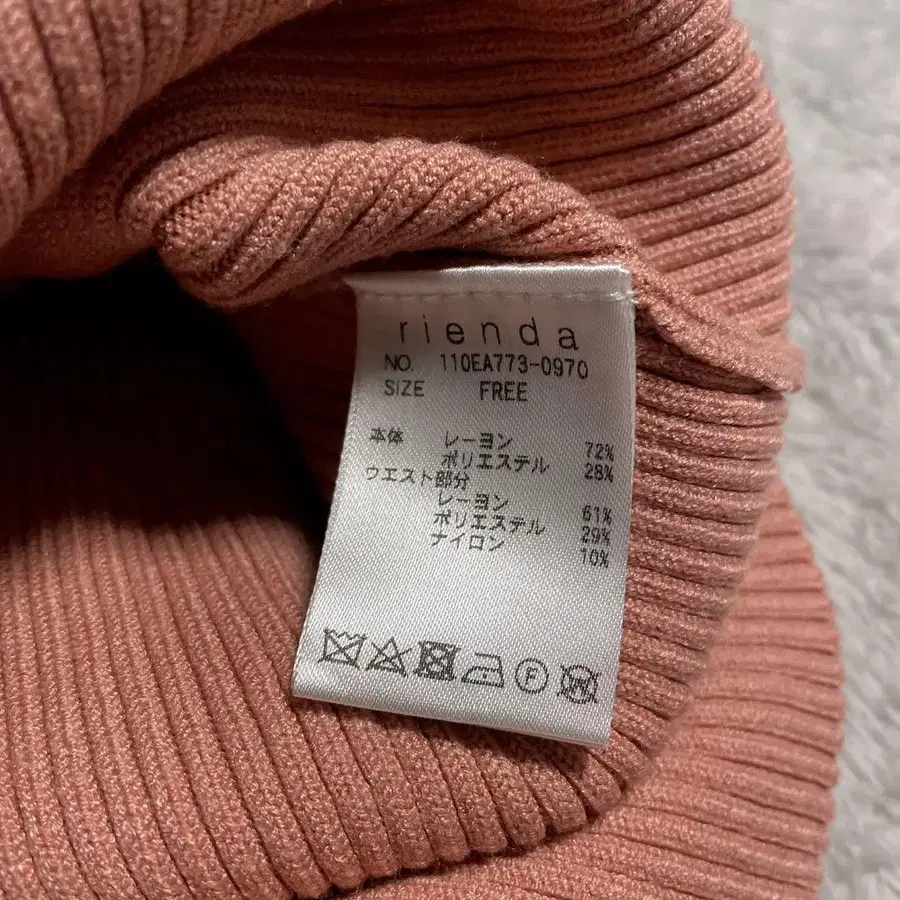 rienda
NO. 110EA773-0970
SIZE FREE
本体 レーヨン 72%
ポリエステル 28%
ウエスト部分
レーヨン 61%
ポリエステル 29%
ナイロン 10%
F
W